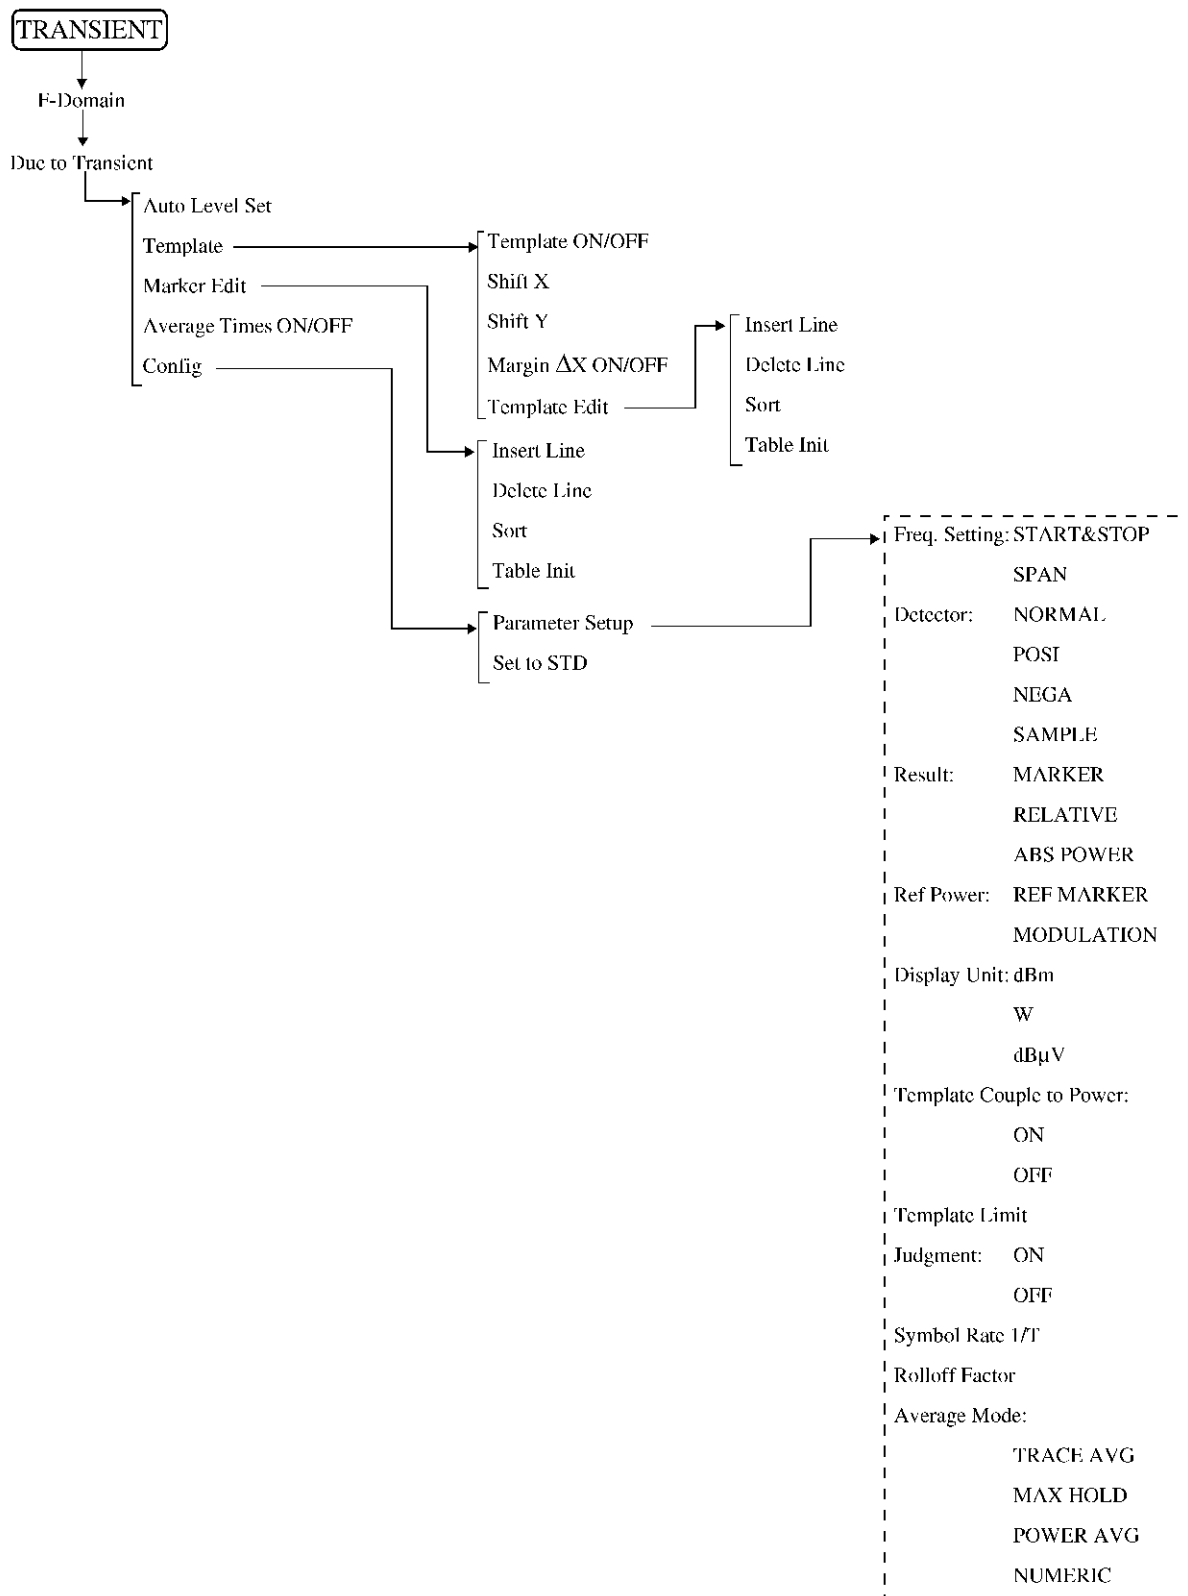 TRANSIENT
F-Domain
Due to Transient
Auto Level Set
Template
Marker Edit
Average Times ON/OFF
Config
Template ON/OFF
Shift X
Shift Y
Margin ΔX ON/OFF
Template Edit
Insert Line
Delete Line
Sort
Table Init
Insert Line
Delete Line
Sort
Table Init
Parameter Setup
Set to STD
Freq. Setting: START&STOP
SPAN
Detector: NORMAL
POSI
NEGA
SAMPLE
Result: MARKER
RELATIVE
ABS POWER
Ref Power: REF MARKER
MODULATION
Display Unit: dBm
W
dBμV
Template Couple to Power:
ON
OFF
Template Limit
Judgment: ON
OFF
Symbol Rate 1/T
Rolloff Factor
Average Mode:
TRACE AVG
MAX HOLD
POWER AVG
NUMERIC